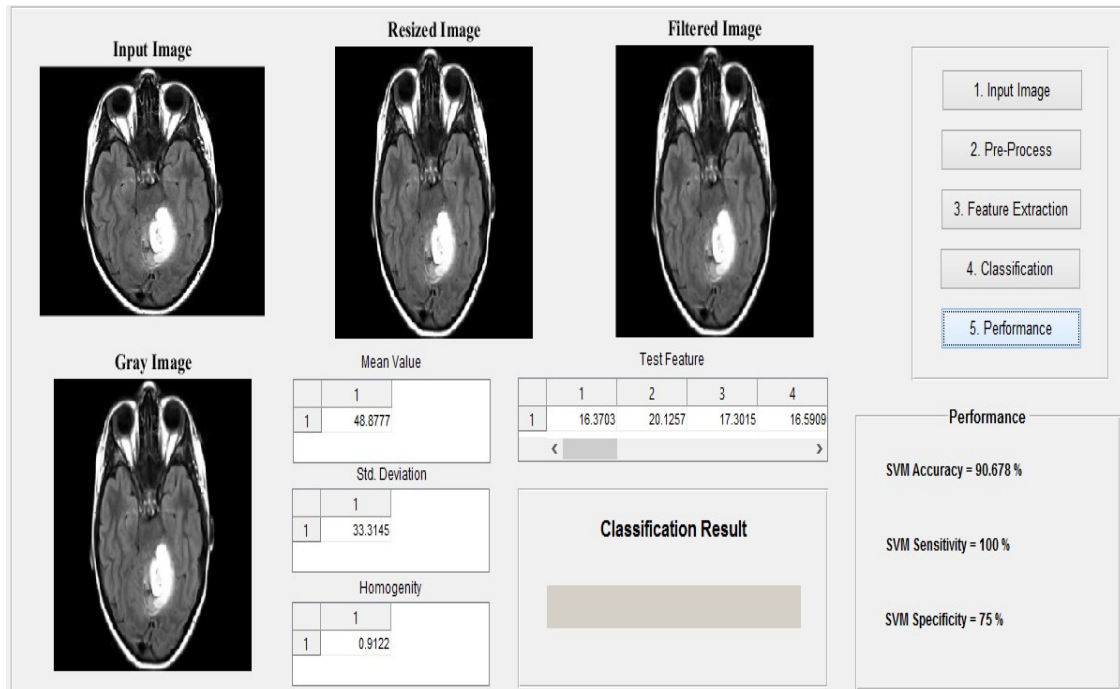 Input Image
Resized Image
Filtered Image
1. Input Image
2. Pre-Process
3. Feature Extraction
4. Classification
5. Performance
Gray Image
Mean Value
1
1 48.8777
Std. Deviation
1
1 33.3145
Homogenity
1
1 0.9122
Test Feature
1 2 3 4
1 16.3703 20.1257 17.3015 16.5909
Classification Result
Performance
SVM Accuracy = 90.678 %
SVM Sensitivity = 100 %
SVM Specificity = 75 %